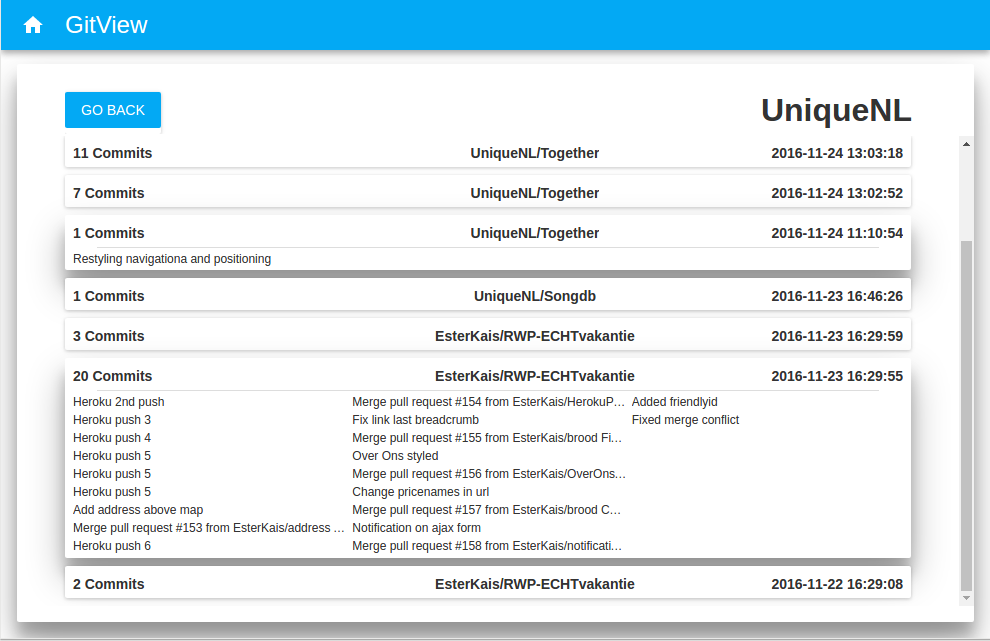 GitView
GO BACK
UniqueNL
11 Commits UniqueNL/Together 2016-11-24 13:03:18
7 Commits UniqueNL/Together 2016-11-24 13:02:52
1 Commits UniqueNL/Together 2016-11-24 11:10:54
Restyling navigationa and positioning
1 Commits UniqueNL/Songdb 2016-11-23 16:46:26
3 Commits EsterKais/RWP-ECHTvakantie 2016-11-23 16:29:59
20 Commits EsterKais/RWP-ECHTvakantie 2016-11-23 16:29:55
Heroku 2nd push
Heroku push 3
Heroku push 4
Heroku push 5
Heroku push 5
Heroku push 5
Add address above map
Merge pull request #153 from EsterKais/address …
Heroku push 6
Merge pull request #154 from EsterKais/HerokuP…
Fix link last breadcrumb
Merge pull request #155 from EsterKais/brood Fi…
Over Ons styled
Merge pull request #156 from EsterKais/OverOns…
Change pricenames in url
Merge pull request #157 from EsterKais/brood C…
Notification on ajax form
Merge pull request #158 from EsterKais/notificati…
Added friendlyid
Fixed merge conflict
2 Commits EsterKais/RWP-ECHTvakantie 2016-11-22 16:29:08